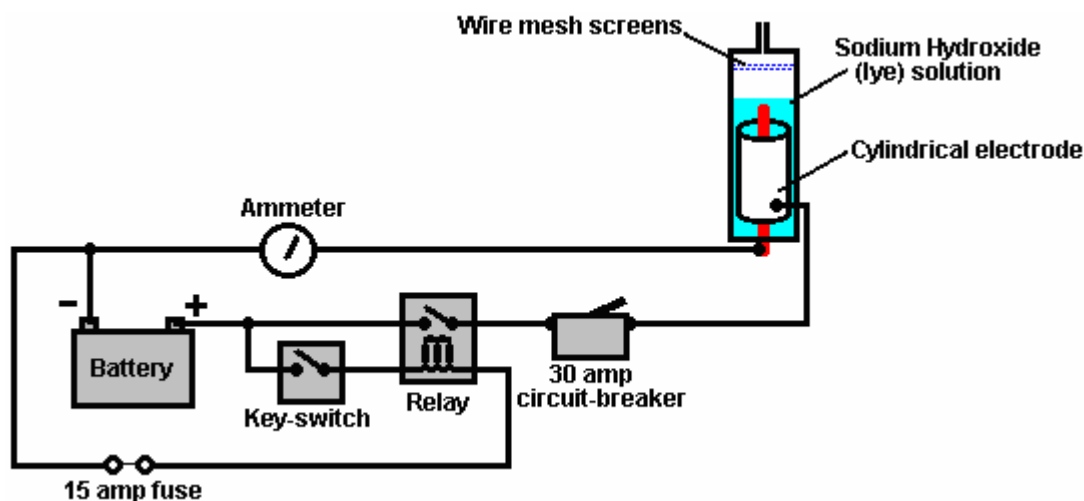 Wire mesh screens
Sodium Hydroxide
(lye) solution
Cylindrical electrode
Ammeter
- +
Battery
Key-switch
Relay
30 amp
circuit-breaker
15 amp fuse